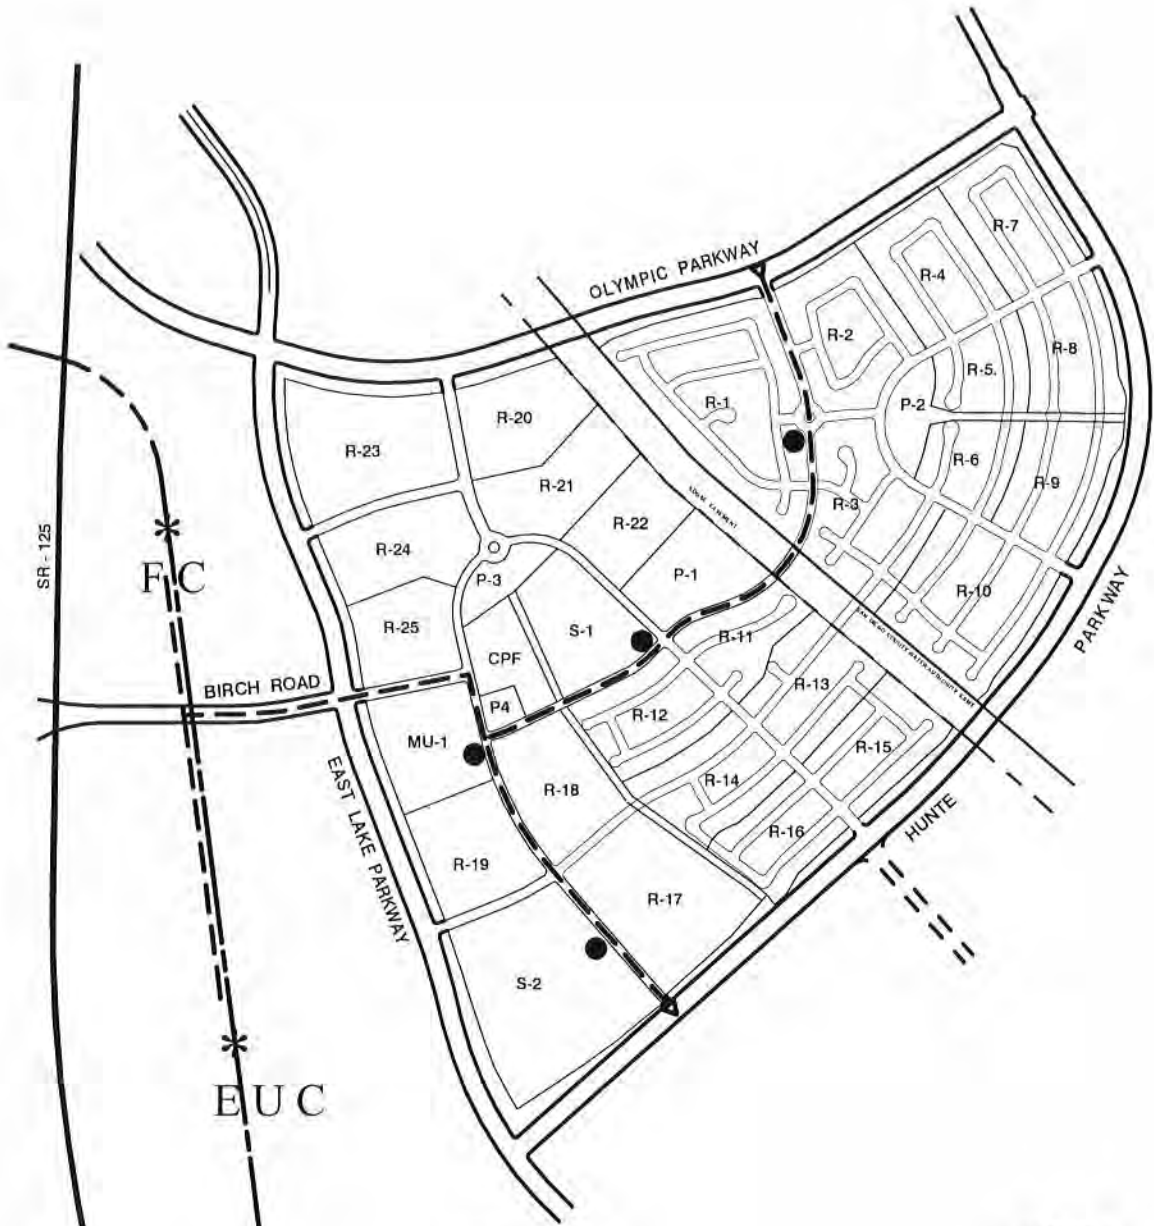 R-7
OLYMPIC PARKWAY
R-4
R-2
R-8
R-5.
R-1
P-2
R-20
R-23
R-6
R-21
R-9
R-3
R-22
SR - 125
R-24
F C
P-3
P-1
R-10
R-25
S-1
R-11
PARKWAY
CPF
BIRCH ROAD
R-13
P4
R-12
MU-1
R-15
R-18
R-14
EAST LAKE PARKWAY
HUNTE
R-16
R-19
R-17
S-2
E U C